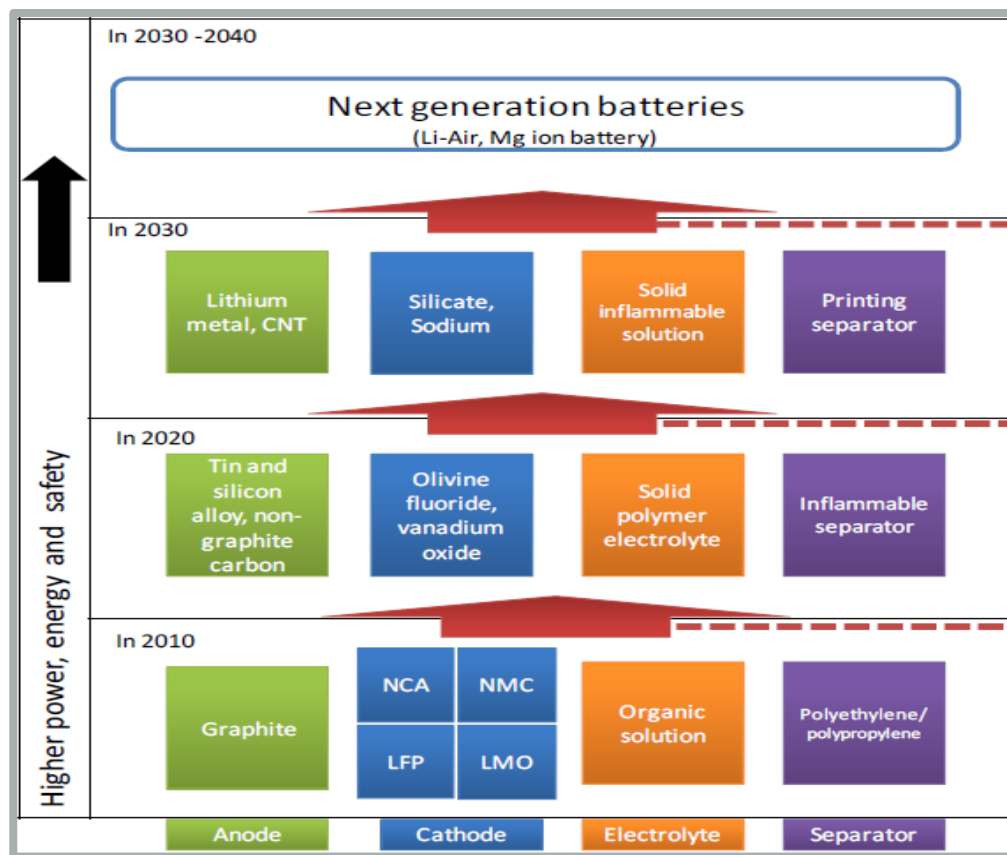 In 2030 -2040
Next generation batteries
(Li-Air, Mg ion battery)
In 2030
Lithium
metal, CNT
Silicate,
Sodium
Solid
inflammable
solution
Printing
separator
In 2020
Tin and
silicon
alloy, non-
graphite
carbon
Olivine
fluoride,
vanadium
oxide
Solid
polymer
electrolyte
Inflammable
separator
In 2010
Graphite
NCA
NMC
LFP
LMO
Organic
solution
Polyethylene/
polypropylene
Anode
Cathode
Electrolyte
Separator
Higher power, energy and safety